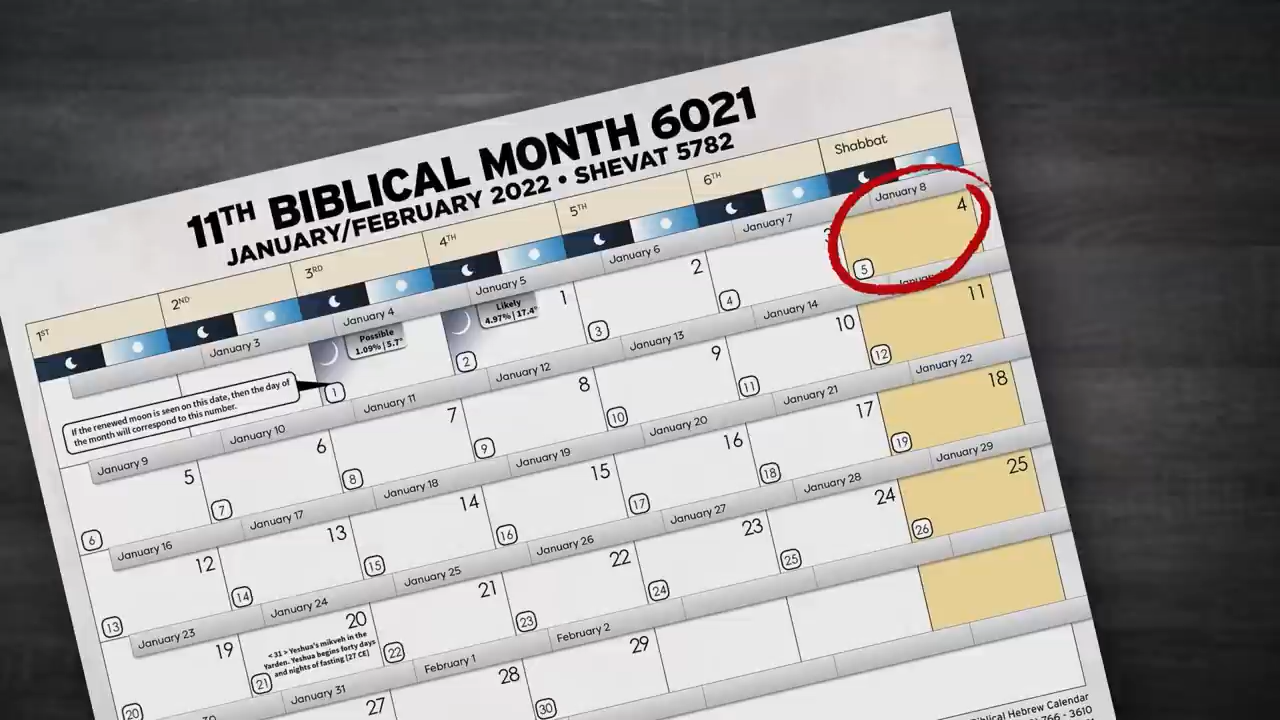 11TH BIBLICAL MONTH 6021
JANUARY/FEBRUARY 2022 • SHEVAT 5782
1ST 2ND 3RD 4TH 5TH 6TH Shabbat
January 3 January 4 January 5 January 6 January 7 January 8
1 2 3 4
Possible
1.09% | 5.7°
Likely
4.97% | 17.4°
1 2 3 4 5
If the renewed moon is seen on this date, then the day of
the month will correspond to this number.
January 9 January 10 January 11 January 12 January 13 January 14
5 6 7 8 9 10 11
6 7 8 9 10 11 12
January 16 January 17 January 18 January 19 January 20 January 21 January 22
12 13 14 15 16 17 18
13 14 15 16 17 18 19
January 23 January 24 January 25 January 26 January 27 January 28 January 29
19 20 21 22 23 24 25
< 31 > Yeshua's mikveh in the
Yarden. Yeshua begins forty days
and nights of fasting [27 CE]
20 21 22 23 24 25 26
January 31 February 1 February 2
27 28 29
30
Biblical Hebrew Calendar
766 - 3610